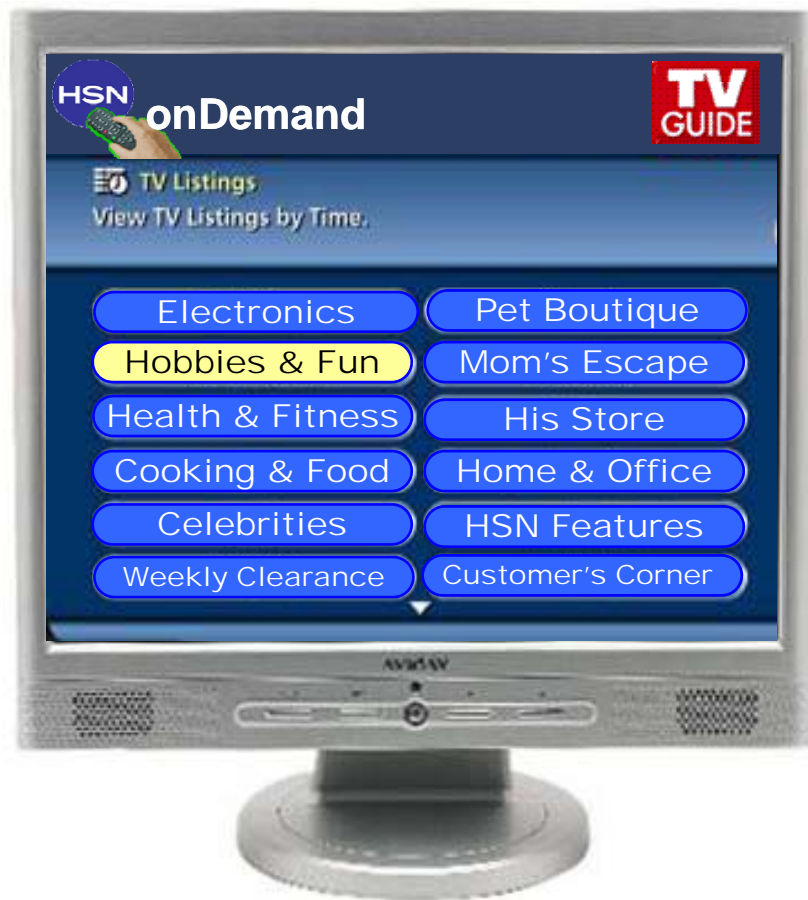 HSN
onDemand
TV
GUIDE
TV Listings
View TV Listings by Time.
Electronics
Pet Boutique
Hobbies & Fun
Mom's Escape
Health & Fitness
His Store
Cooking & Food
Home & Office
Celebrities
HSN Features
Weekly Clearance
Customer's Corner